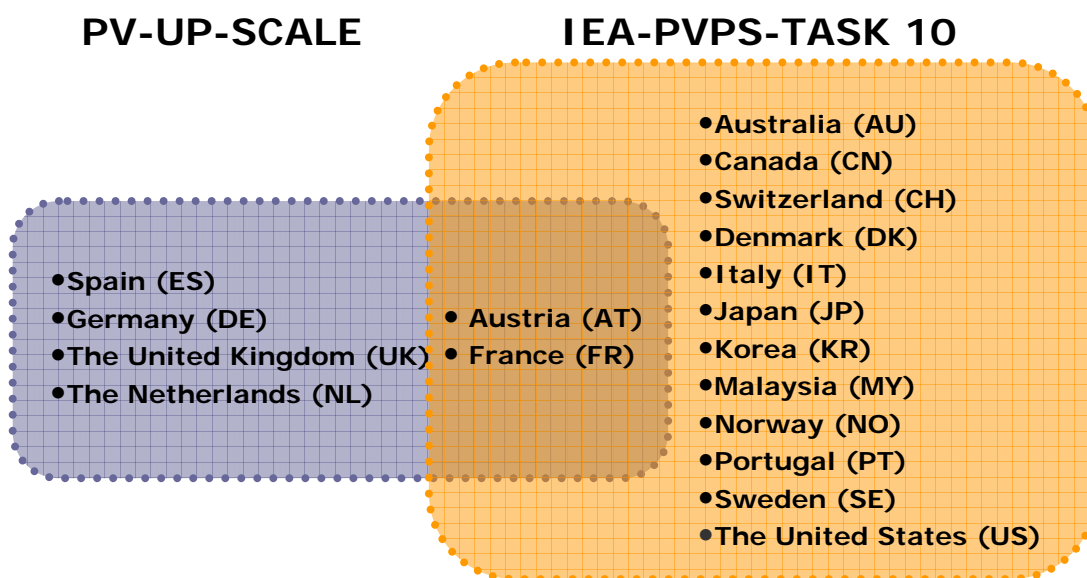 PV-UP-SCALE
IEA-PVPS-TASK 10
•Spain (ES)
•Germany (DE)
•The United Kingdom (UK)
•The Netherlands (NL)
• Austria (AT)
• France (FR)
•Australia (AU)
•Canada (CN)
•Switzerland (CH)
•Denmark (DK)
•Italy (IT)
•Japan (JP)
•Korea (KR)
•Malaysia (MY)
•Norway (NO)
•Portugal (PT)
•Sweden (SE)
•The United States (US)